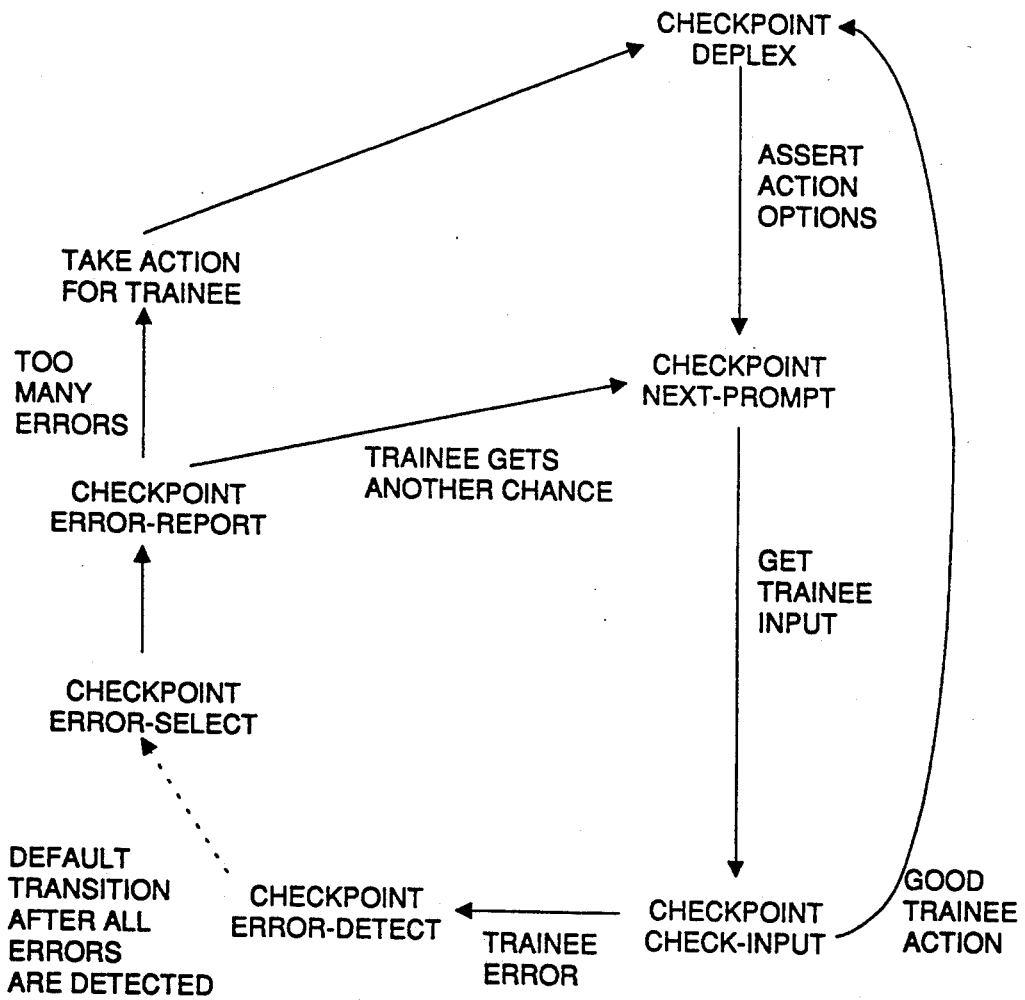 CHECKPOINT
DEPLEX
ASSERT
ACTION
OPTIONS
TAKE ACTION
FOR TRAINEE
TOO
MANY
ERRORS
CHECKPOINT
NEXT-PROMPT
TRAINEE GETS
ANOTHER CHANCE
CHECKPOINT
ERROR-REPORT
GET
TRAINEE
INPUT
CHECKPOINT
ERROR-SELECT
DEFAULT
TRANSITION
AFTER ALL
ERRORS
ARE DETECTED
CHECKPOINT
ERROR-DETECT
TRAINEE
ERROR
CHECKPOINT
CHECK-INPUT
GOOD
TRAINEE
ACTION